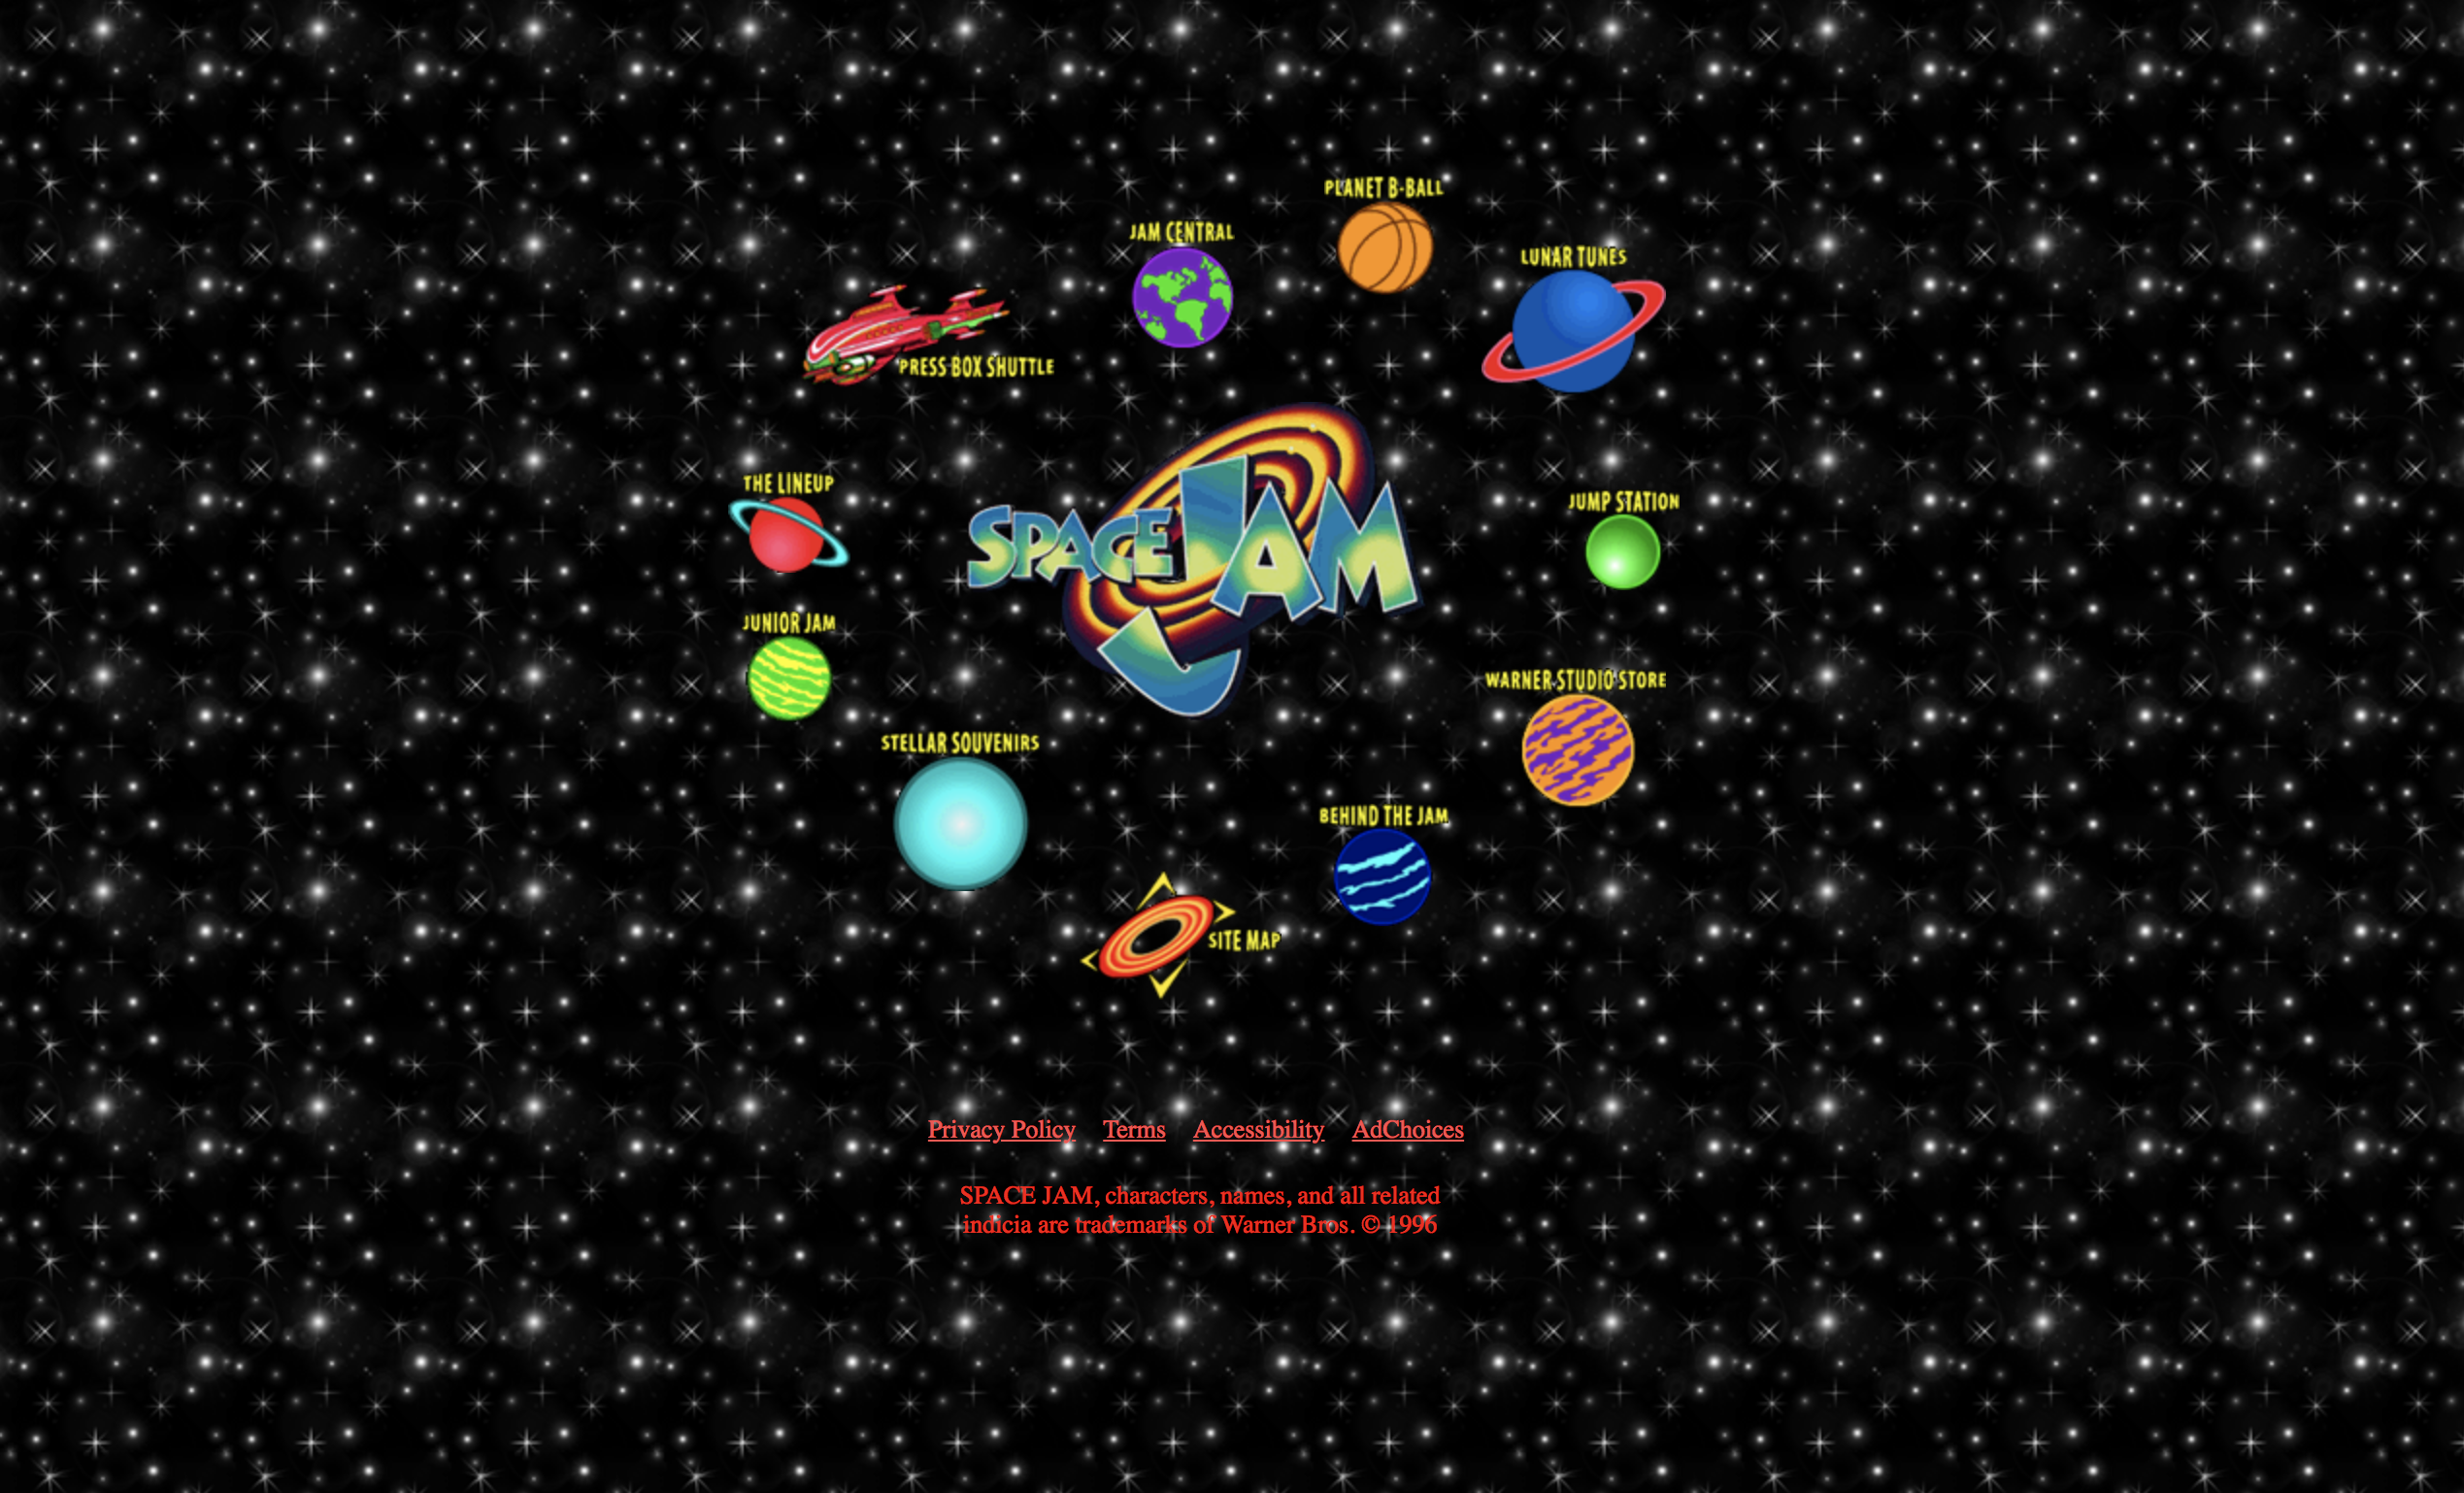 PLANET B-BALL
JAM CENTRAL
LUNAR TUNES
PRESS BOX SHUTTLE
THE LINEUP
JUMP STATION
SPACE JAM
JUNIOR JAM
WARNER STUDIO STORE
STELLAR SOUVENIRS
BEHIND THE JAM
SITE MAP
Privacy Policy Terms Accessibility AdChoices
SPACE JAM, characters, names, and all related
indicia are trademarks of Warner Bros. © 1996